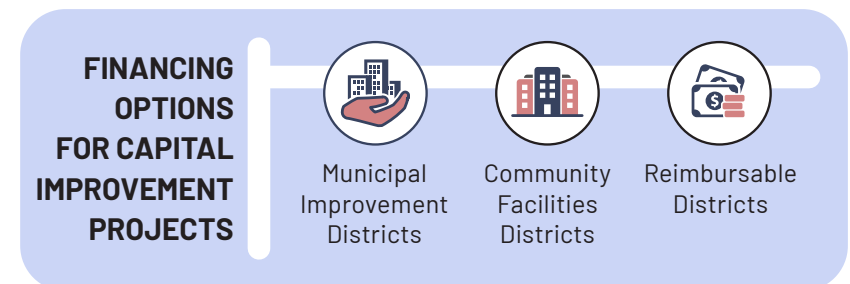 FINANCING
OPTIONS
FOR CAPITAL
IMPROVEMENT
PROJECTS
Municipal
Improvement
Districts
Community
Facilities
Districts
Reimbursable
Districts
$